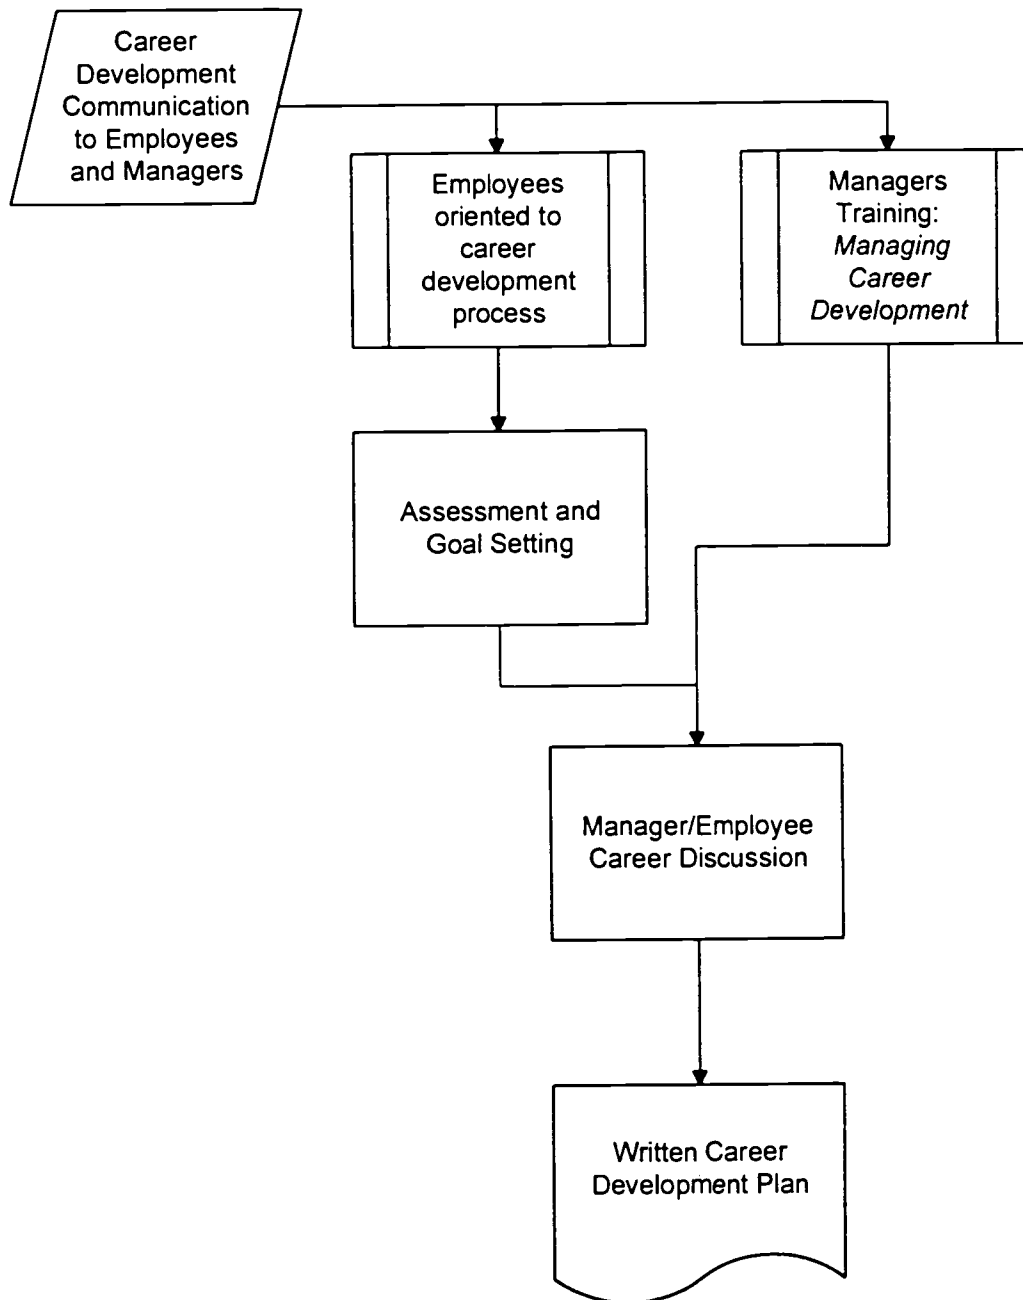 Career
Development
Communication
to Employees
and Managers
Employees
oriented to
career
development
process
Managers
Training:
Managing
Career
Development
Assessment and
Goal Setting
Manager/Employee
Career Discussion
Written Career
Development Plan